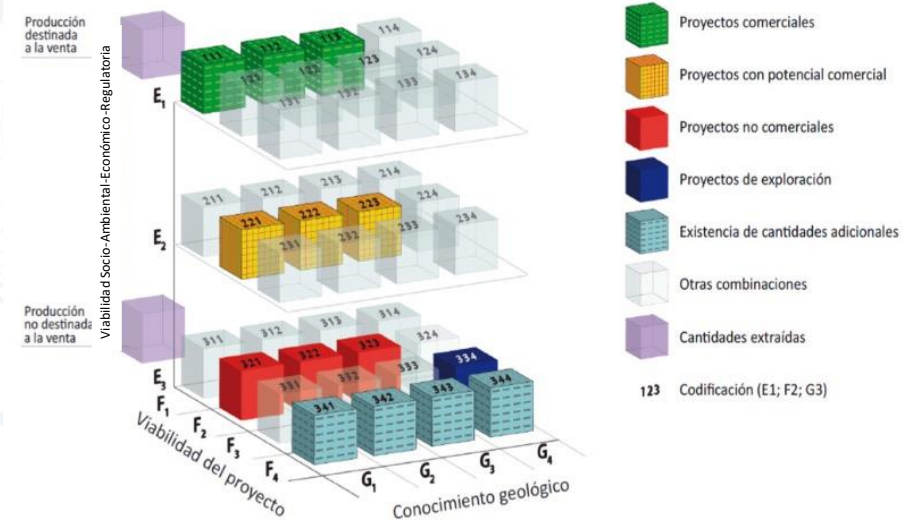 Producción
destinada
a la venta
Viabilidad Socio-Ambiental-Económico-Regulatoria
E1
111
112
113
114
121
122
123
124
131
132
133
134
E2
211
212
213
214
221
222
223
224
231
232
233
234
Producción
no destinada
a la venta
E3
311
312
313
314
321
322
323
324
331
332
333
334
341
342
343
344
F1
F2
F3
F4
Viabilidad del proyecto
G1
G2
G3
G4
Conocimiento geológico
Proyectos comerciales
Proyectos con potencial comercial
Proyectos no comerciales
Proyectos de exploración
Existencia de cantidades adicionales
Otras combinaciones
Cantidades extraídas
123 Codificación (E1; F2; G3)